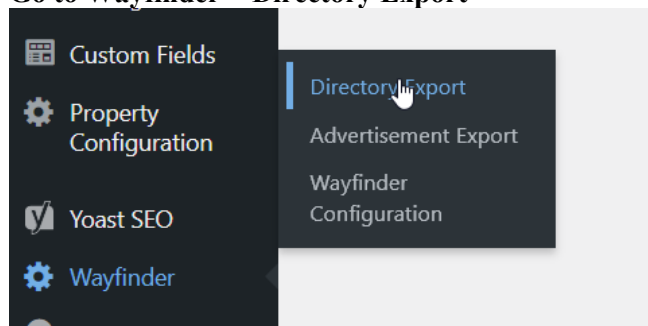 Go to Wayfinder – Directory Export
Custom Fields
Property
Configuration
Yoast SEO
Wayfinder
Directory Export
Advertisement Export
Wayfinder
Configuration